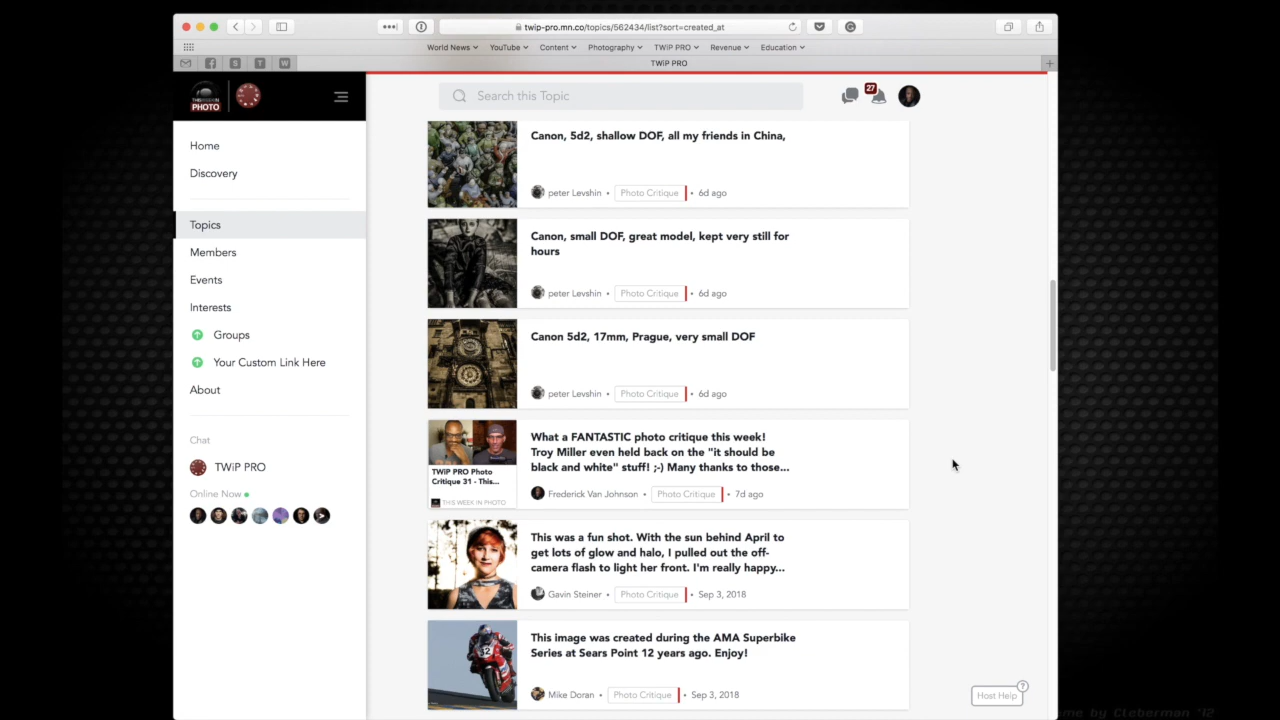 twip-pro.mn.co/topics/562434/list?sort=created_at
World News YouTube Content Photography TWiP PRO Revenue Education
S T W
TWiP PRO
THIS WEEK IN
PHOTO
Search this Topic
27
Home
Discovery
Topics
Members
Events
Interests
Groups
Your Custom Link Here
About
Chat
TWiP PRO
Online Now
Canon, 5d2, shallow DOF, all my friends in China,
peter Levshin • Photo Critique • 6d ago
Canon, small DOF, great model, kept very still for
hours
peter Levshin • Photo Critique • 6d ago
Canon 5d2, 17mm, Prague, very small DOF
peter Levshin • Photo Critique • 6d ago
TWiP PRO Photo
Critique 31 - This...
THIS WEEK IN PHOTO
What a FANTASTIC photo critique this week!
Troy Miller even held back on the "it should be
black and white" stuff! ;-) Many thanks to those...
Frederick Van Johnson • Photo Critique • 7d ago
This was a fun shot. With the sun behind April to
get lots of glow and halo, I pulled out the off-
camera flash to light her front. I'm really happy...
Gavin Steiner • Photo Critique • Sep 3, 2018
This image was created during the AMA Superbike
Series at Sears Point 12 years ago. Enjoy!
Mike Doran • Photo Critique • Sep 3, 2018
32
Host Help
?
me by Cleberman '12